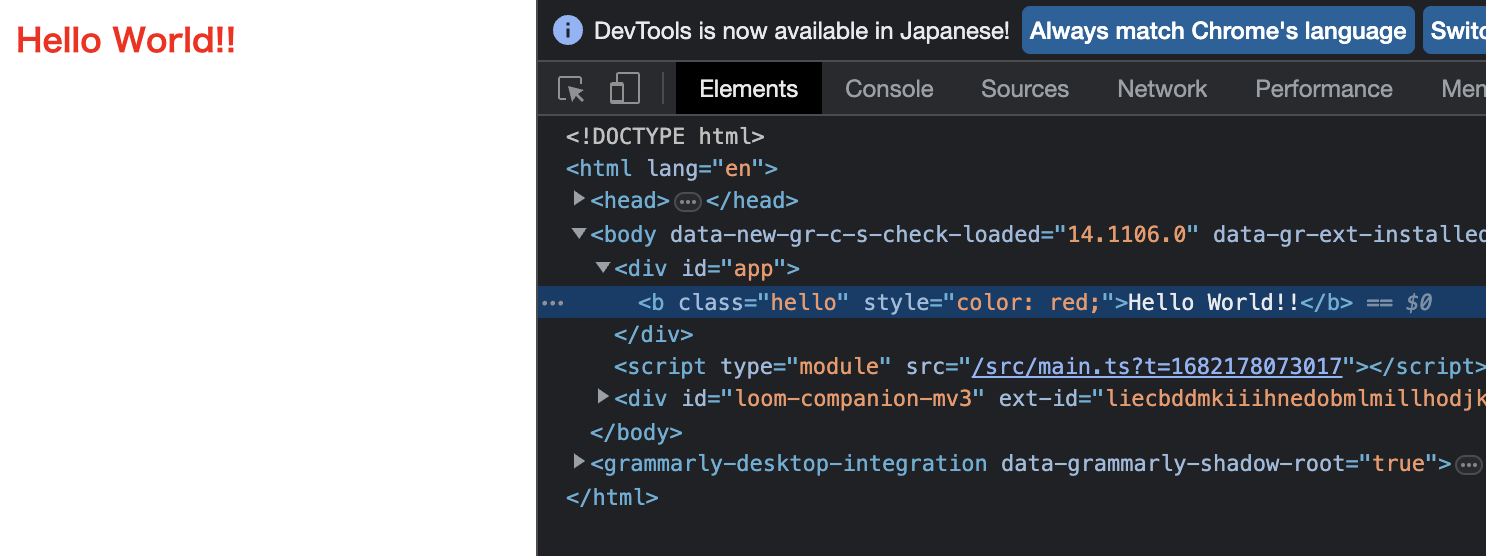 Hello World!!
DevTools is now available in Japanese! Always match Chrome's language Switc
Elements Console Sources Network Performance Mem
<!DOCTYPE html>
<html lang="en">
<head> ••• </head>
<body data-new-gr-c-s-check-loaded="14.1106.0" data-gr-ext-installed
<div id="app">
••• <b class="hello" style="color: red;">Hello World!!</b> == $0
</div>
<script type="module" src="/src/main.ts?t=1682178073017"></script>
<div id="loom-companion-mv3" ext-id="liecbddmkiiihnedobmlmillhodjk
</body>
<grammarly-desktop-integration data-grammarly-shadow-root="true"> •••
</html>